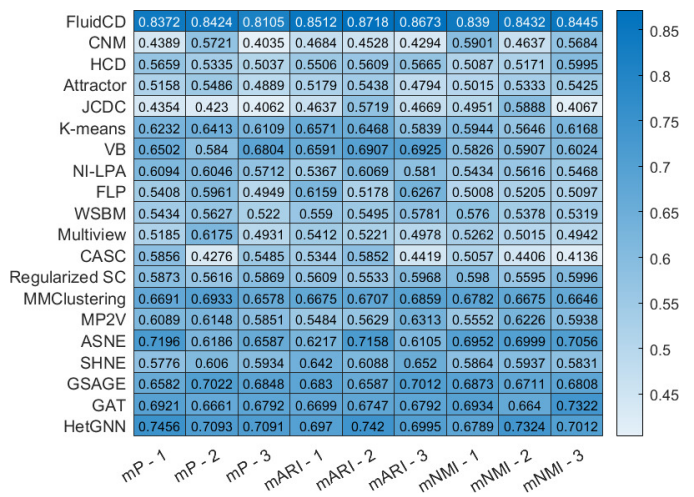 FluidCD 0.8372 0.8424 0.8105 0.8512 0.8718 0.8673 0.839 0.8432 0.8445
CNM 0.4389 0.5721 0.4035 0.4684 0.4528 0.4294 0.5901 0.4637 0.5684
HCD 0.5659 0.5335 0.5037 0.5506 0.5609 0.5665 0.5087 0.5171 0.5995
Attractor 0.5158 0.5486 0.4889 0.5179 0.5438 0.4794 0.5015 0.5333 0.5425
JCDC 0.4354 0.423 0.4062 0.4637 0.5719 0.4669 0.4951 0.5888 0.4067
K-means 0.6232 0.6413 0.6109 0.6571 0.6468 0.5839 0.5944 0.5646 0.6168
VB 0.6502 0.584 0.6804 0.6591 0.6907 0.6925 0.5826 0.5907 0.6024
NI-LPA 0.6094 0.6046 0.5712 0.5367 0.6069 0.581 0.5434 0.5616 0.5468
FLP 0.5408 0.5961 0.4949 0.6159 0.5178 0.6267 0.5008 0.5205 0.5097
WSBM 0.5434 0.5627 0.522 0.559 0.5495 0.5781 0.576 0.5378 0.5319
Multiview 0.5185 0.6175 0.4931 0.5412 0.5221 0.4978 0.5262 0.5015 0.4942
CASC 0.5856 0.4276 0.5485 0.5344 0.5852 0.4419 0.5057 0.4406 0.4136
Regularized SC 0.5873 0.5616 0.5869 0.5609 0.5533 0.5968 0.598 0.5595 0.5996
MMClustering 0.6691 0.6933 0.6578 0.6675 0.6707 0.6859 0.6782 0.6675 0.6646
MP2V 0.6089 0.6148 0.5851 0.5484 0.5629 0.6313 0.5552 0.6226 0.5938
ASNE 0.7196 0.6186 0.6587 0.6217 0.7158 0.6105 0.6952 0.6999 0.7056
SHNE 0.5776 0.606 0.5934 0.642 0.6088 0.652 0.5864 0.5937 0.5831
GSAGE 0.6582 0.7022 0.6848 0.683 0.6587 0.7012 0.6873 0.6711 0.6808
GAT 0.6921 0.6661 0.6792 0.6699 0.6747 0.6792 0.6934 0.664 0.7322
HetGNN 0.7456 0.7093 0.7091 0.697 0.742 0.6995 0.6789 0.7324 0.7012
mP - 1 mP - 2 mP - 3 mARI - 1 mARI - 2 mARI - 3 mNMI - 1 mNMI - 2 mNMI - 3
0.85
0.8
0.75
0.7
0.65
0.6
0.55
0.5
0.45